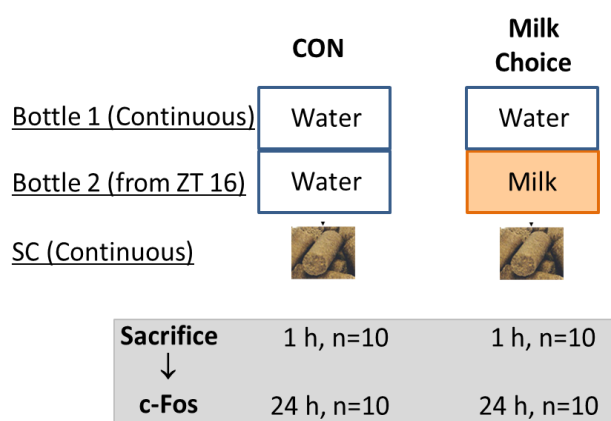 CON Milk Choice
Bottle 1 (Continuous) Water Water
Bottle 2 (from ZT 16) Water Milk
SC (Continuous)
Sacrifice 1 h, n=10 1 h, n=10
↓
c-Fos 24 h, n=10 24 h, n=10